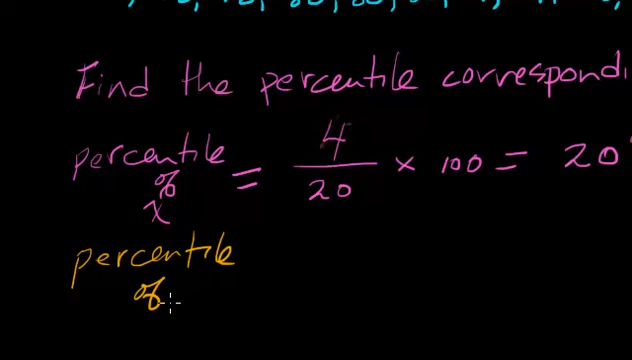 Find the percentile correspondi
percentile of x = 4/20 × 100 = 20
percentile
of